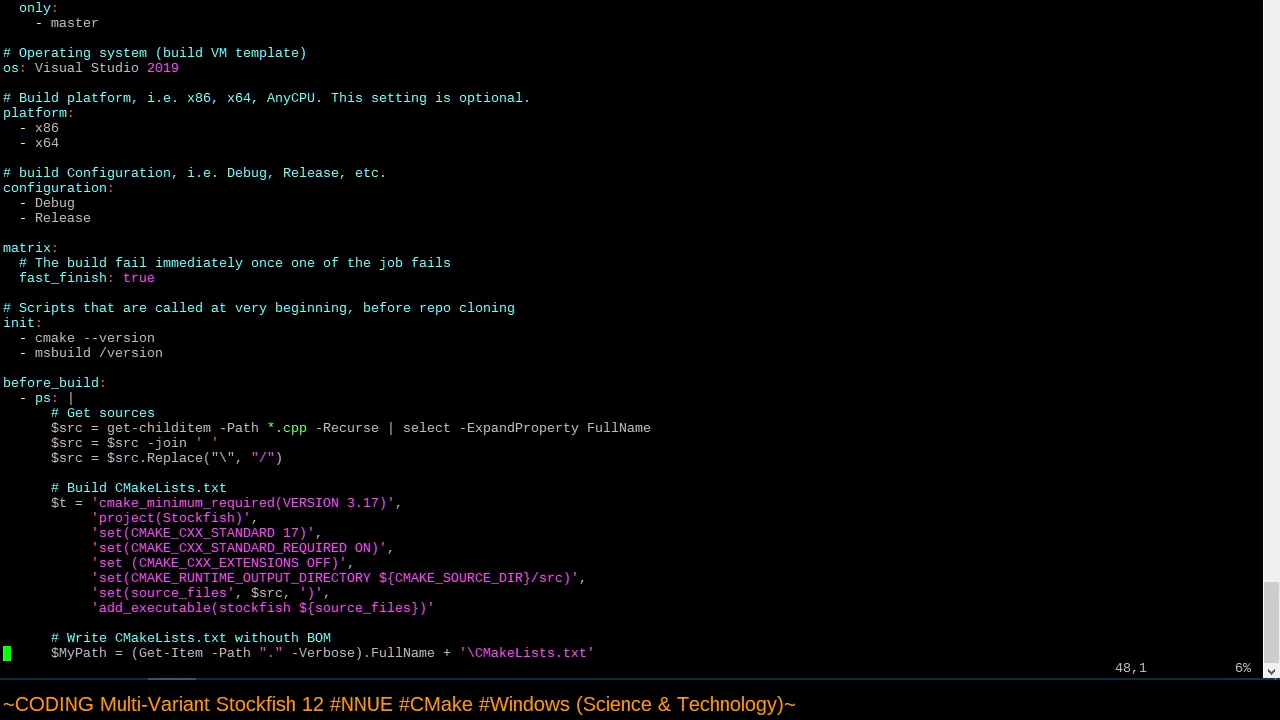 only:
- master
# Operating system (build VM template)
os: Visual Studio 2019
# Build platform, i.e. x86, x64, AnyCPU. This setting is optional.
platform:
- x86
- x64
# build Configuration, i.e. Debug, Release, etc.
configuration:
- Debug
- Release
matrix:
# The build fail immediately once one of the job fails
fast_finish: true
# Scripts that are called at very beginning, before repo cloning
init:
- cmake --version
- msbuild /version
before_build:
- ps: |
# Get sources
$src = get-childitem -Path *.cpp -Recurse | select -ExpandProperty FullName
$src = $src -join ' '
$src = $src.Replace("\", "/")
# Build CMakeLists.txt
$t = 'cmake_minimum_required(VERSION 3.17)',
'project(Stockfish)',
'set(CMAKE_CXX_STANDARD 17)',
'set(CMAKE_CXX_STANDARD_REQUIRED ON)',
'set (CMAKE_CXX_EXTENSIONS OFF)',
'set(CMAKE_RUNTIME_OUTPUT_DIRECTORY ${CMAKE_SOURCE_DIR}/src)',
'set(source_files', $src, ')',
'add_executable(stockfish ${source_files})'
# Write CMakeLists.txt withouth BOM
$MyPath = (Get-Item -Path "." -Verbose).FullName + '\CMakeLists.txt'
48,1 6%
~CODING Multi-Variant Stockfish 12 #NNUE #CMake #Windows (Science & Technology)~